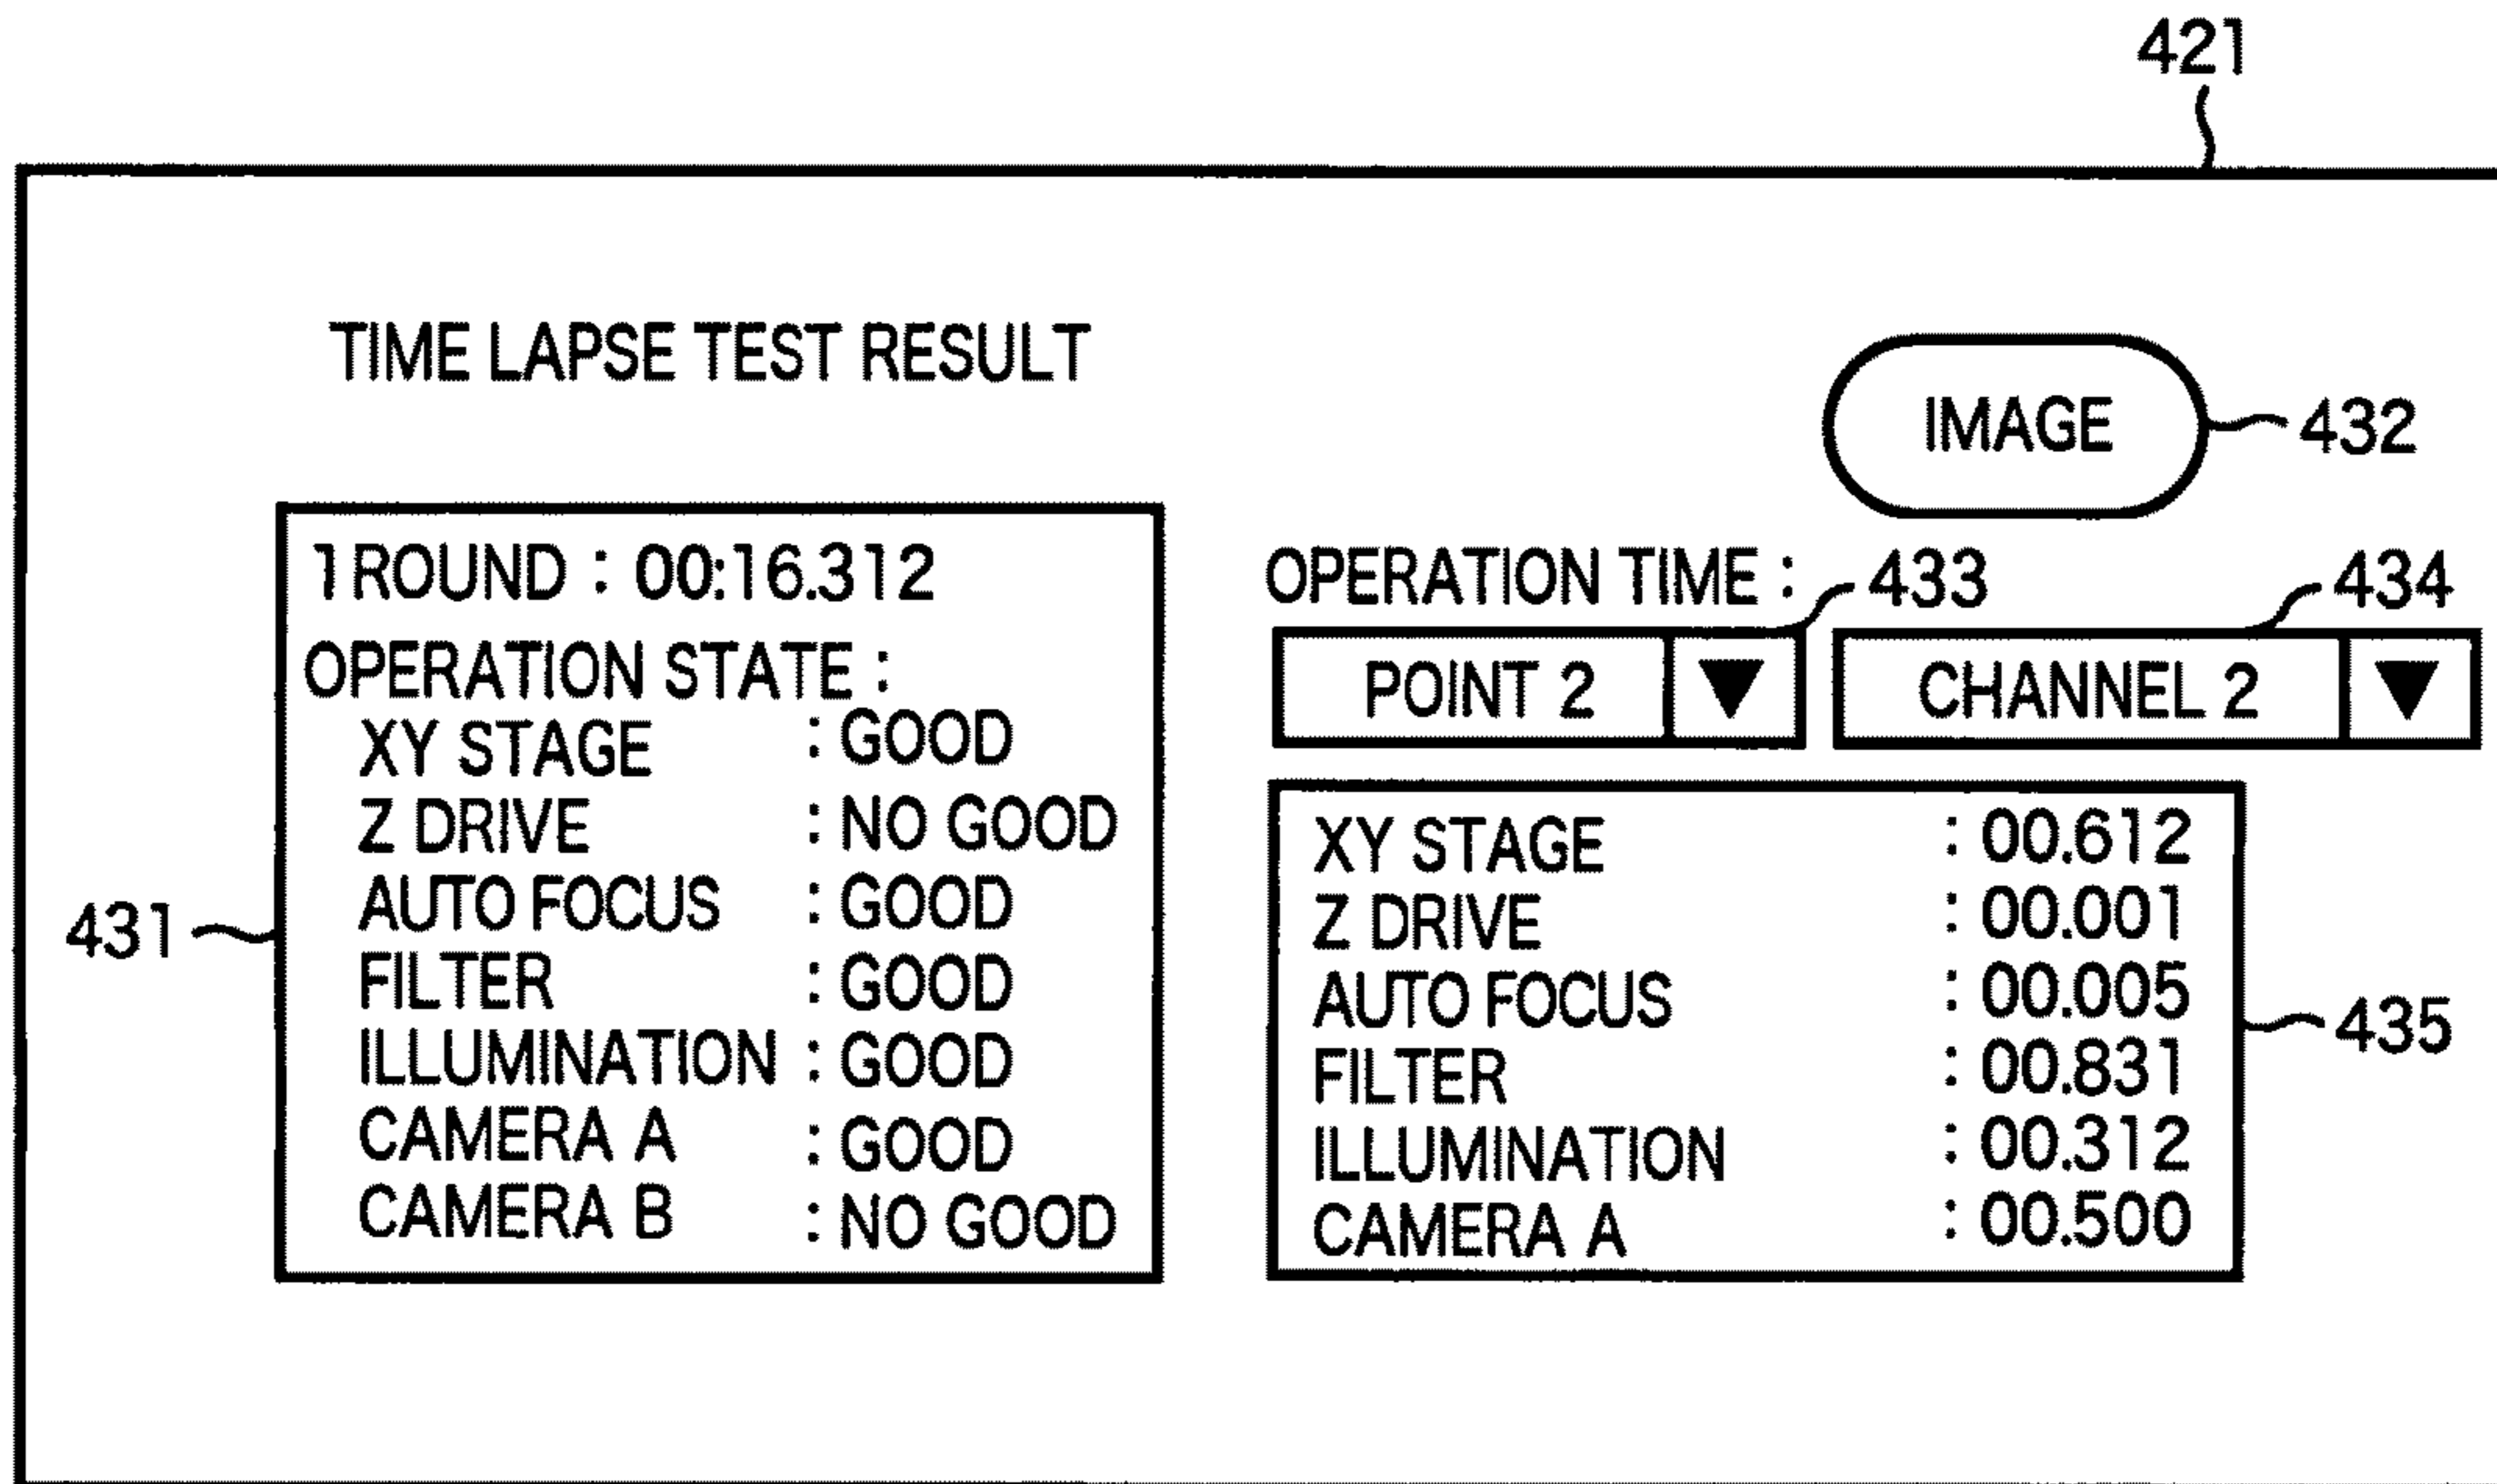 421
TIME LAPSE TEST RESULT
IMAGE
432
1 ROUND : 00:16.312
OPERATION STATE :
XY STAGE : GOOD
Z DRIVE : NO GOOD
AUTO FOCUS : GOOD
FILTER : GOOD
ILLUMINATION : GOOD
CAMERA A : GOOD
CAMERA B : NO GOOD
431
OPERATION TIME :
433
434
POINT 2 ▼
CHANNEL 2 ▼
XY STAGE : 00.612
Z DRIVE : 00.001
AUTO FOCUS : 00.005
FILTER : 00.831
ILLUMINATION : 00.312
CAMERA A : 00.500
435